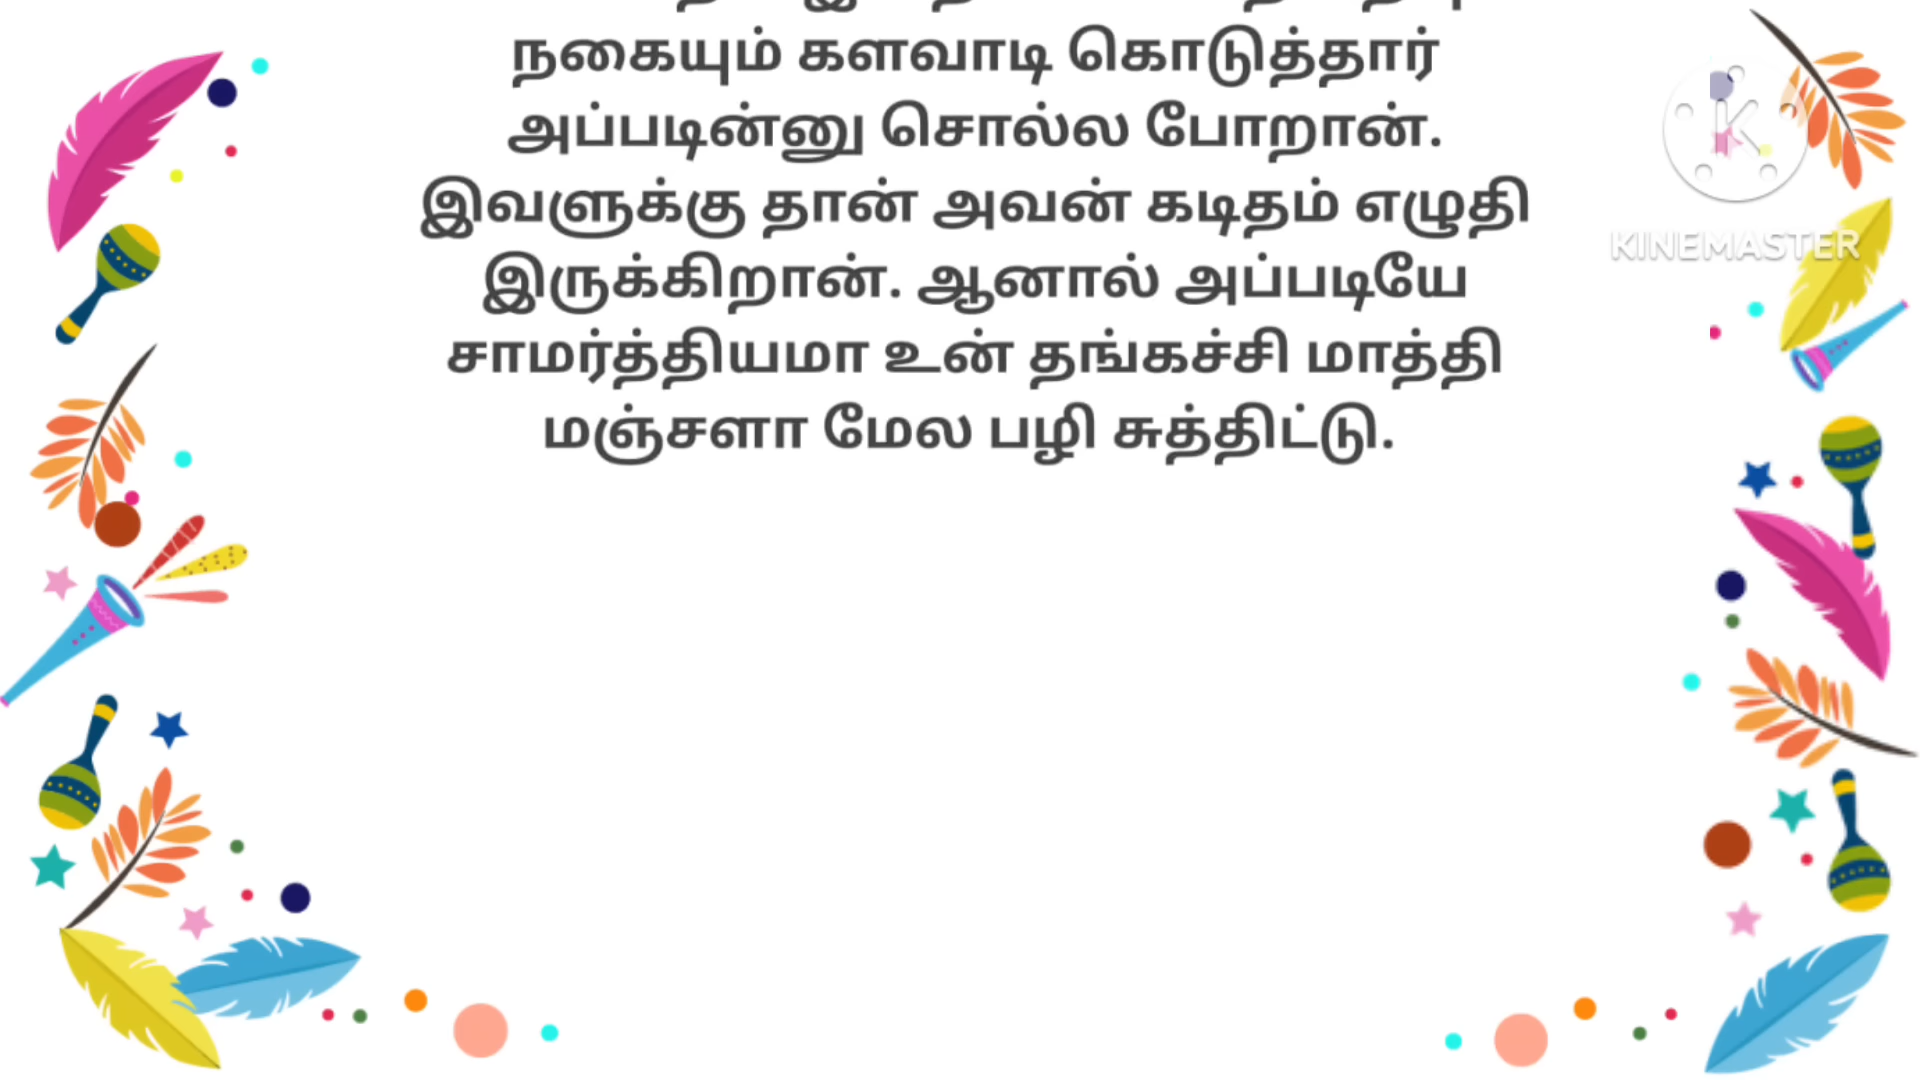 நகையும் களவாடி கொடுத்தார்
அப்படின்னு சொல்ல போறான்.
இவளுக்கு தான் அவன் கடிதம் எழுதி
இருக்கிறான். ஆனால் அப்படியே
சாமர்த்தியமா உன் தங்கச்சி மாத்தி
மஞ்சளா மேல பழி சுத்திட்டு.
K
KINEMASTER